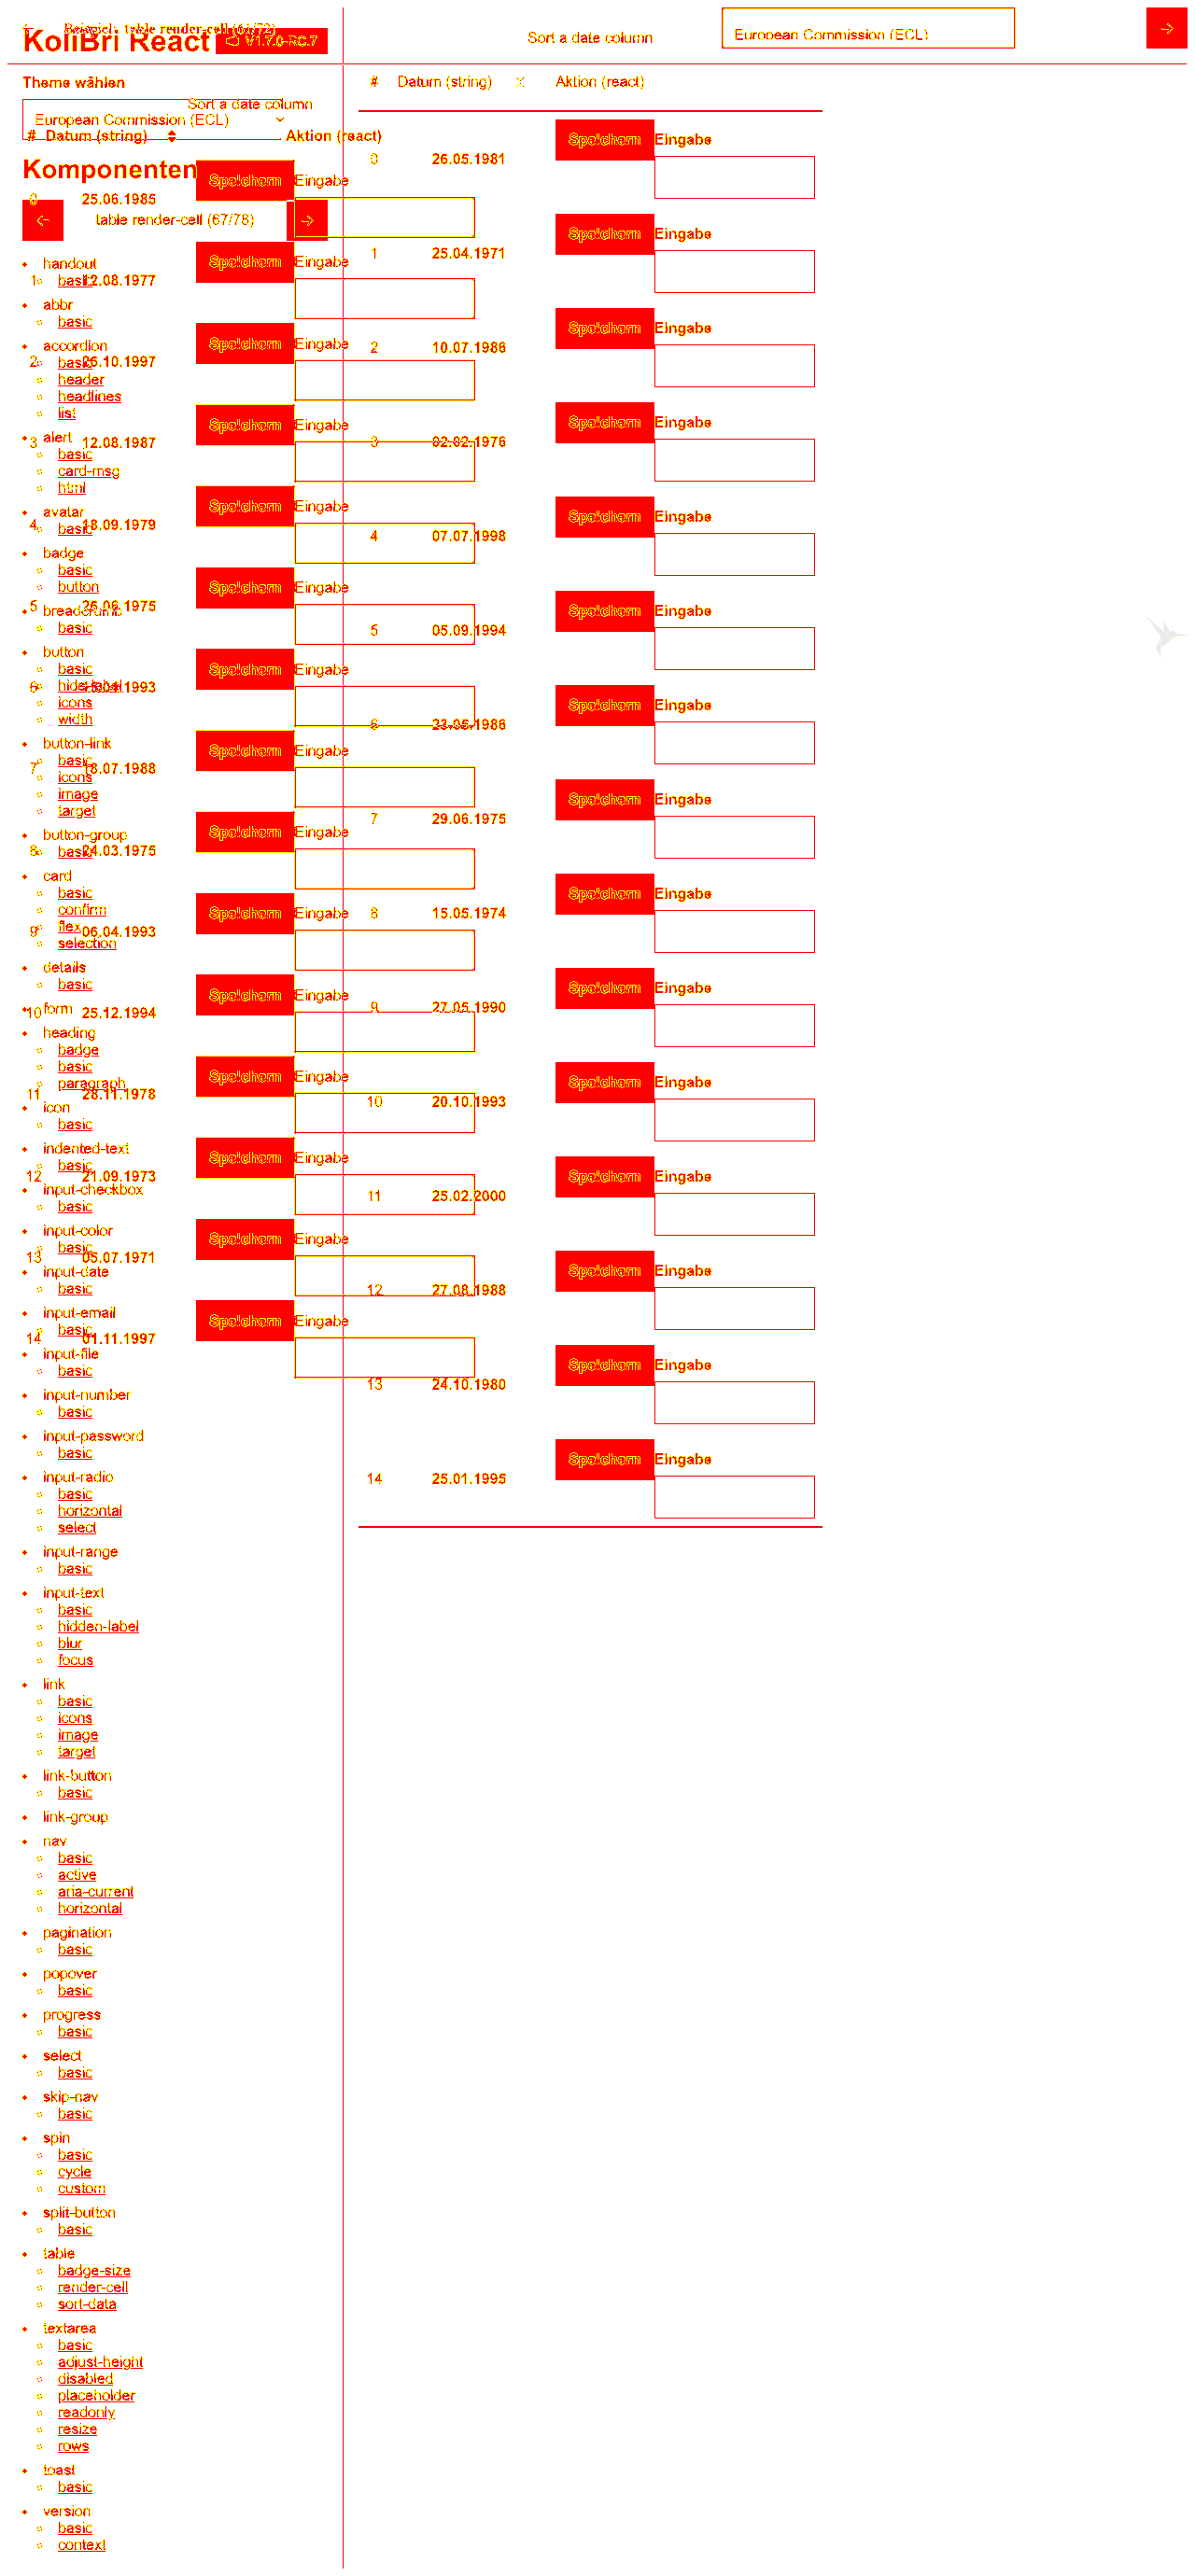 ← Beispiel: table render-cell (61/72)
KoliBri React v1.7.0-rc.7
Sort a date column
European Commission (ECL)
→
Theme wählen
European Commission (ECL)
Komponenten
← table render-cell (67/78) →
handout
basic
abbr
basic
accordion
basic
header
headlines
list
alert
basic
card-msg
html
avatar
basic
badge
basic
button
breadcrumb
basic
button
basic
hide-label
icons
width
button-link
basic
icons
image
target
button-group
basic
card
basic
confirm
flex
selection
details
basic
form
heading
badge
basic
paragraph
icon
basic
indented-text
basic
input-checkbox
basic
input-color
basic
input-date
basic
input-email
basic
input-file
basic
input-number
basic
input-password
basic
input-radio
basic
horizontal
select
input-range
basic
input-text
basic
hidden-label
blur
focus
link
basic
icons
image
target
link-button
basic
link-group
nav
basic
active
aria-current
horizontal
pagination
basic
popover
basic
progress
basic
select
basic
skip-nav
basic
spin
basic
cycle
custom
split-button
basic
table
badge-size
render-cell
sort-data
textarea
basic
adjust-height
disabled
placeholder
readonly
resize
rows
toast
basic
version
basic
context
Sort a date column
# Datum (string) Aktion (react)
0 25.06.1985 Speichern Eingabe
1 12.08.1977 Speichern Eingabe
2 26.10.1997 Speichern Eingabe
3 12.08.1987 Speichern Eingabe
4 18.09.1979 Speichern Eingabe
5 26.06.1975 Speichern Eingabe
6 Speichern Eingabe
7 18.07.1988 Speichern Eingabe
8 24.03.1975 Speichern Eingabe
9 06.04.1993 Speichern Eingabe
10 25.12.1994 Speichern Eingabe
11 28.11.1978 Speichern Eingabe
12 21.09.1973 Speichern Eingabe
13 05.07.1971 Speichern Eingabe
14 01.11.1997 Speichern Eingabe
# Datum (string) Aktion (react)
0 26.05.1981 Speichern Eingabe
1 25.04.1971 Speichern Eingabe
2 10.07.1986 Speichern Eingabe
3 02.02.1976 Speichern Eingabe
4 07.07.1998 Speichern Eingabe
5 05.09.1994 Speichern Eingabe
6 23.05.1986 Speichern Eingabe
7 29.06.1975 Speichern Eingabe
8 15.05.1974 Speichern Eingabe
9 27.05.1990 Speichern Eingabe
10 20.10.1993 Speichern Eingabe
11 25.02.2000 Speichern Eingabe
12 27.08.1988 Speichern Eingabe
13 24.10.1980 Speichern Eingabe
14 25.01.1995 Speichern Eingabe